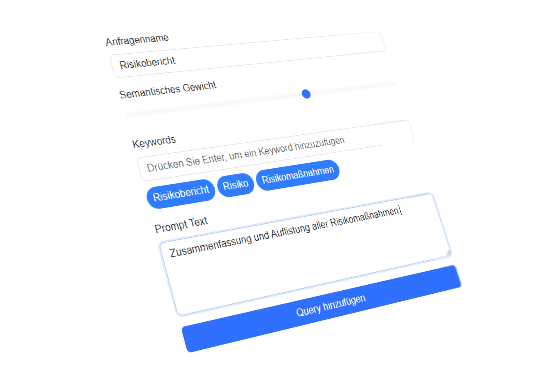 Anfragenname
Risikobericht
Semantisches Gewicht
Keywords
Drücken Sie Enter, um ein Keyword hinzuzufügen
Risikobericht Risiko Risikomaßnahmen
Prompt Text
Zusammenfassung und Auflistung aller Risikomaßnahmen
Query hinzufügen